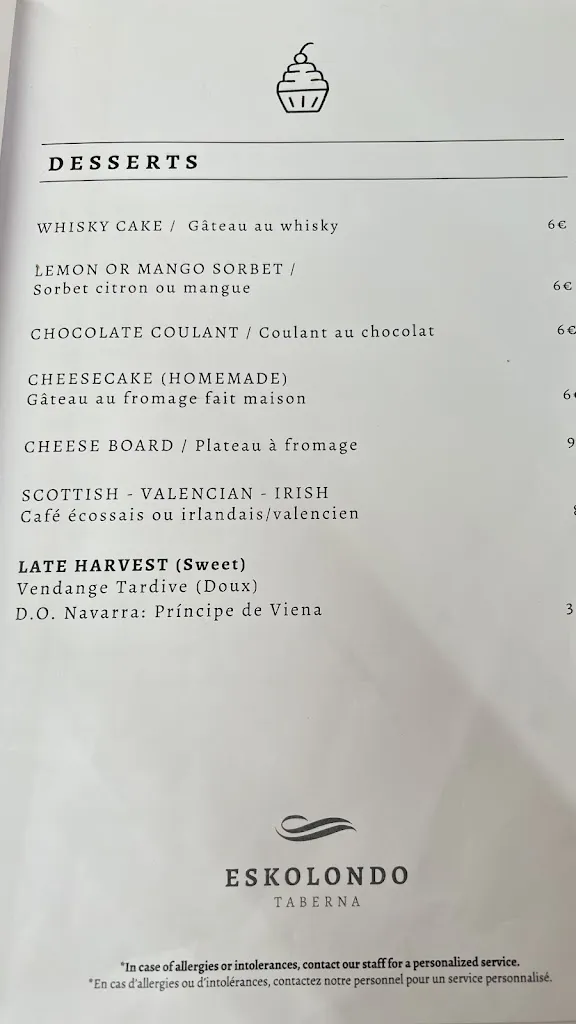 DESSERTS
WHISKY CAKE / Gâteau au whisky 6€
LEMON OR MANGO SORBET /
Sorbet citron ou mangue 6€
CHOCOLATE COULANT / Coulant au chocolat 6€
CHEESECAKE (HOMEMADE)
Gâteau au fromage fait maison 6
CHEESE BOARD / Plateau à fromage 9
SCOTTISH - VALENCIAN - IRISH
Café écossais ou irlandais/valencien
LATE HARVEST (Sweet)
Vendange Tardive (Doux)
D.O. Navarra: Príncipe de Viena 3
ESKOLONDO
TABERNA
*In case of allergies or intolerances, contact our staff for a personalized service.
*En cas d'allergies ou d'intolérances, contactez notre personnel pour un service personnalisé.